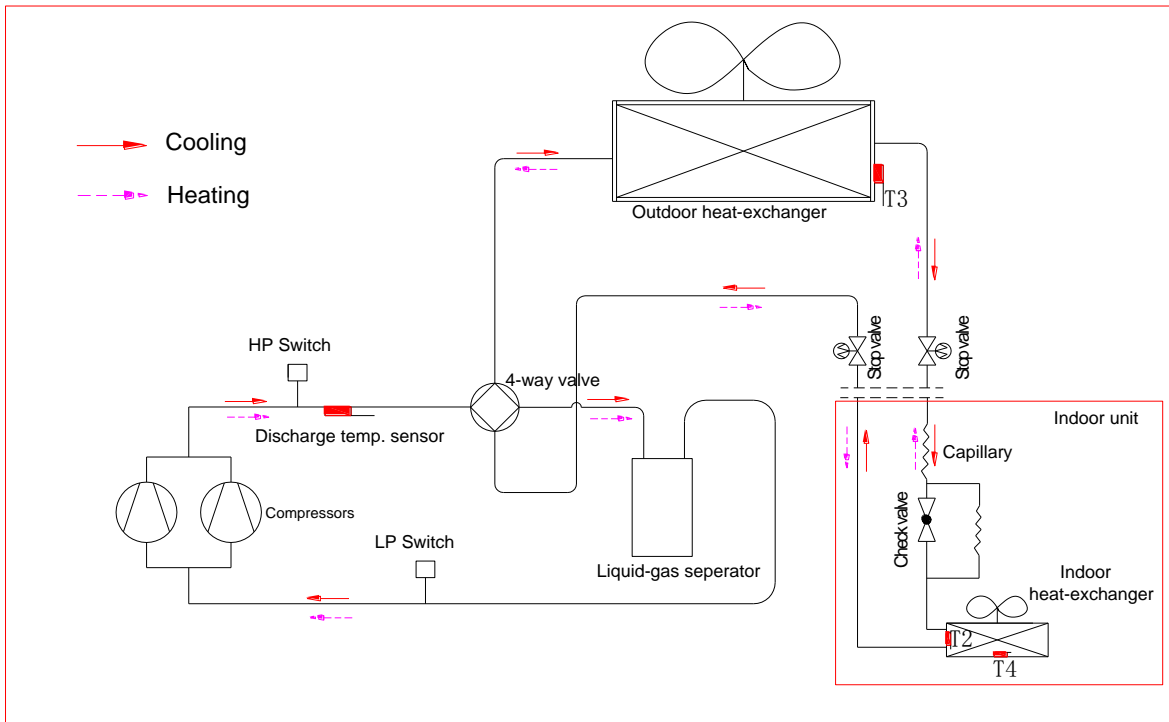 Cooling
Heating
T3
Outdoor heat-exchanger
HP Switch
4-way valve
Discharge temp. sensor
Stop valve
Stop valve
Indoor unit
Capillary
Compressors
Check valve
LP Switch
Liquid-gas seperator
Indoor
heat-exchanger
T2
T4